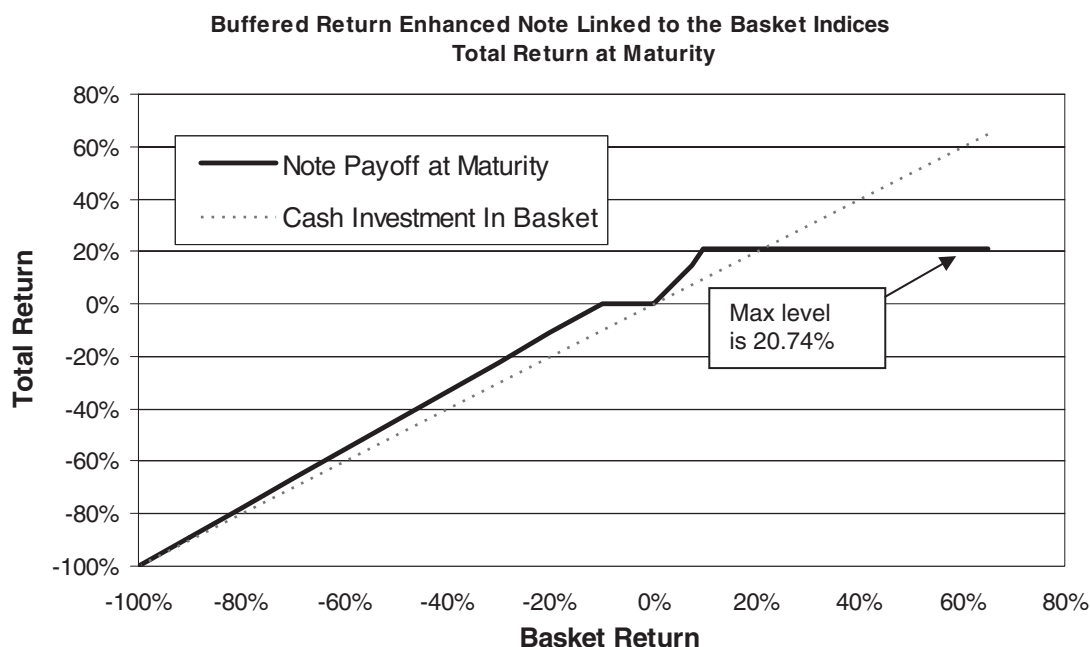 Buffered Return Enhanced Note Linked to the Basket Indices
Total Return at Maturity
80%
60%
40%
20%
0%
-20%
-40%
-60%
-80%
-100%
Total Return
Note Payoff at Maturity
Cash Investment In Basket
Max level
is 20.74%
-100%
-80%
-60%
-40%
-20%
0%
20%
40%
60%
80%
Basket Return